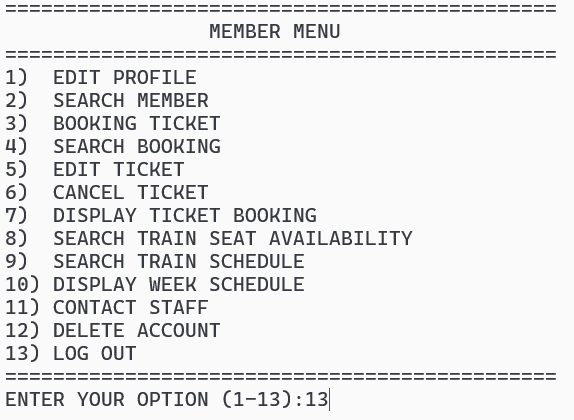 ==============================================
MEMBER MENU
==============================================
1) EDIT PROFILE
2) SEARCH MEMBER
3) BOOKING TICKET
4) SEARCH BOOKING
5) EDIT TICKET
6) CANCEL TICKET
7) DISPLAY TICKET BOOKING
8) SEARCH TRAIN SEAT AVAILABILITY
9) SEARCH TRAIN SCHEDULE
10) DISPLAY WEEK SCHEDULE
11) CONTACT STAFF
12) DELETE ACCOUNT
13) LOG OUT
==============================================
ENTER YOUR OPTION (1-13):13